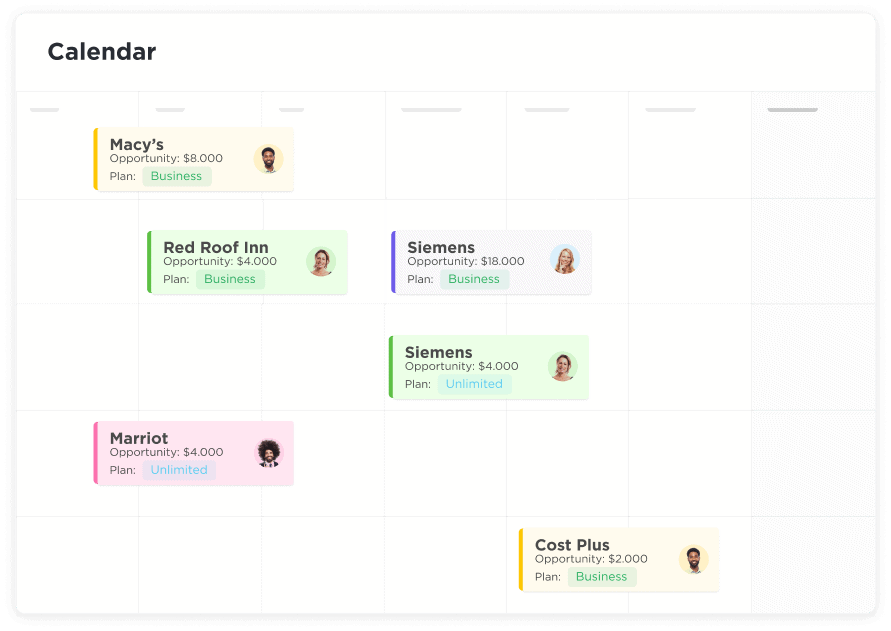 Calendar
Macy's
Opportunity: $8.000
Plan: Business
Red Roof Inn
Opportunity: $4.000
Plan: Business
Siemens
Opportunity: $18.000
Plan: Business
Siemens
Opportunity: $4.000
Plan: Unlimited
Marriot
Opportunity: $4.000
Plan: Unlimited
Cost Plus
Opportunity: $2.000
Plan: Business